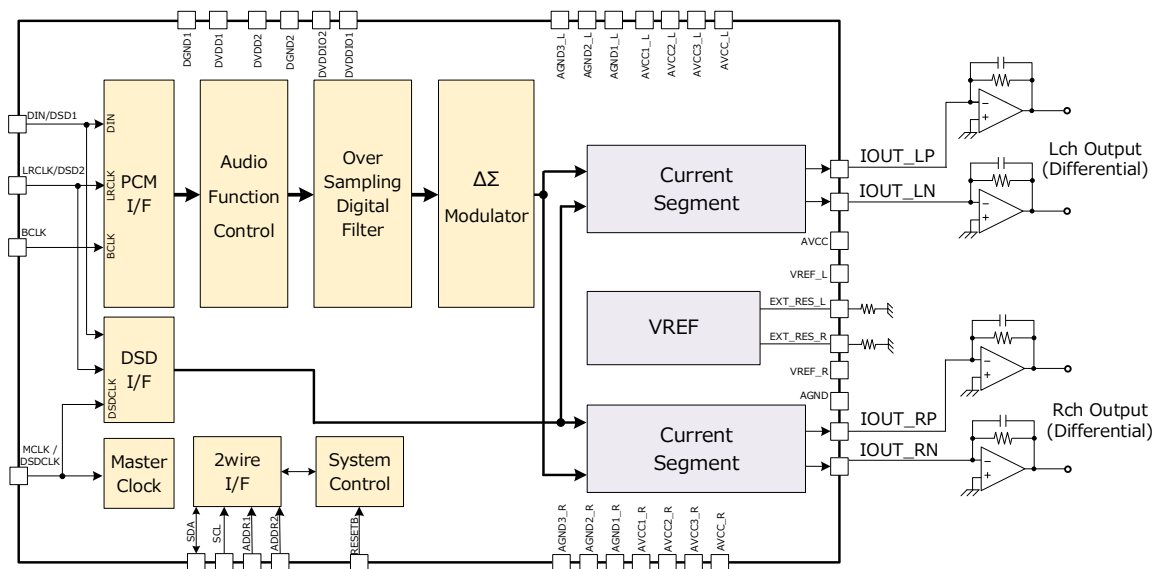 DGND1
DVDD1
DVDD2
DGND2
DVDDIO2
DVDDIO1
AGND3_L
AGND2_L
AGND1_L
AVCC1_L
AVCC2_L
AVCC3_L
AVCC_L
DIN/DSD1
LRCLK/DSD2
BCLK
DIN
LRCLK
BCLK
PCM
I/F
Audio
Function
Control
Over
Sampling
Digital
Filter
ΔΣ
Modulator
Current
Segment
IOUT_LP
IOUT_LN
Lch Output
(Differential)
AVCC
VREF_L
VREF
EXT_RES_L
EXT_RES_R
VREF_R
AGND
DSD
I/F
DSDCLK
MCLK /
DSDCLK
Master
Clock
2wire
I/F
System
Control
Current
Segment
IOUT_RP
IOUT_RN
Rch Output
(Differential)
SDA
SCL
ADDR1
ADDR2
RESETB
AGND3_R
AGND2_R
AGND1_R
AVCC1_R
AVCC2_R
AVCC3_R
AVCC_R